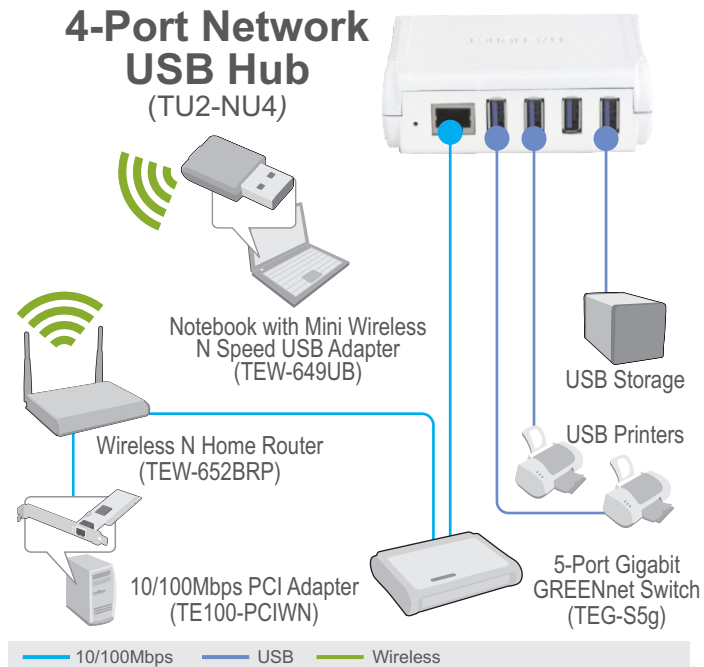 4-Port Network
USB Hub
(TU2-NU4)
Notebook with Mini Wireless
N Speed USB Adapter
(TEW-649UB)
USB Storage
USB Printers
Wireless N Home Router
(TEW-652BRP)
10/100Mbps PCI Adapter
(TE100-PCIWN)
5-Port Gigabit
GREENnet Switch
(TEG-S5g)
10/100Mbps
USB
Wireless